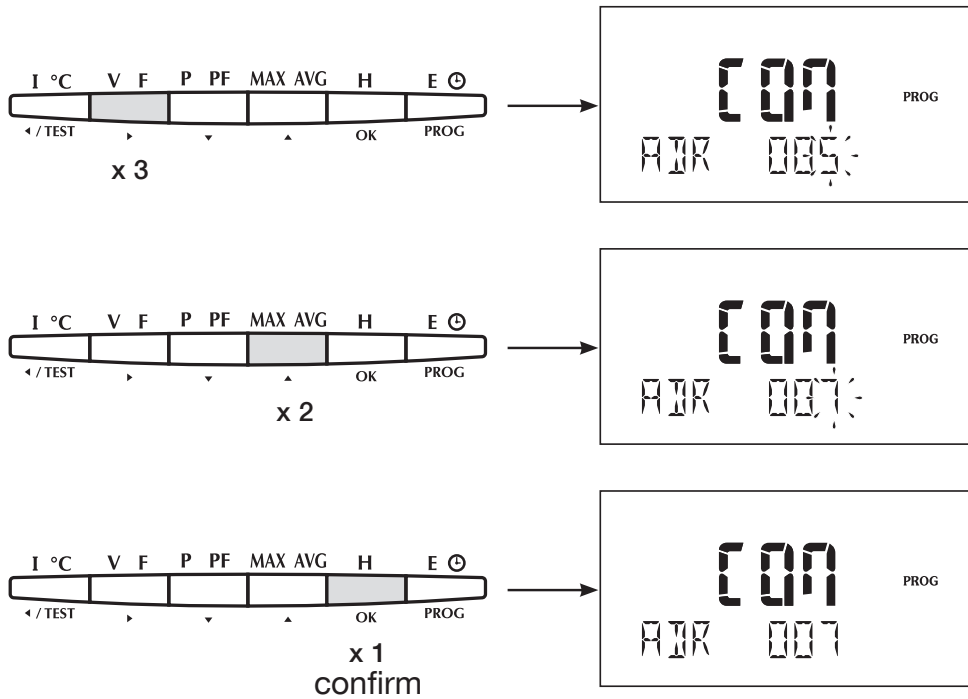 I °C V F P PF MAX AVG H E
◂ / TEST ▸ ▾ ▴ OK PROG
x 3
COM PROG
ADR 005
I °C V F P PF MAX AVG H E
◂ / TEST ▸ ▾ ▴ OK PROG
x 2
COM PROG
ADR 007
I °C V F P PF MAX AVG H E
◂ / TEST ▸ ▾ ▴ OK PROG
x 1
confirm
COM PROG
ADR 007